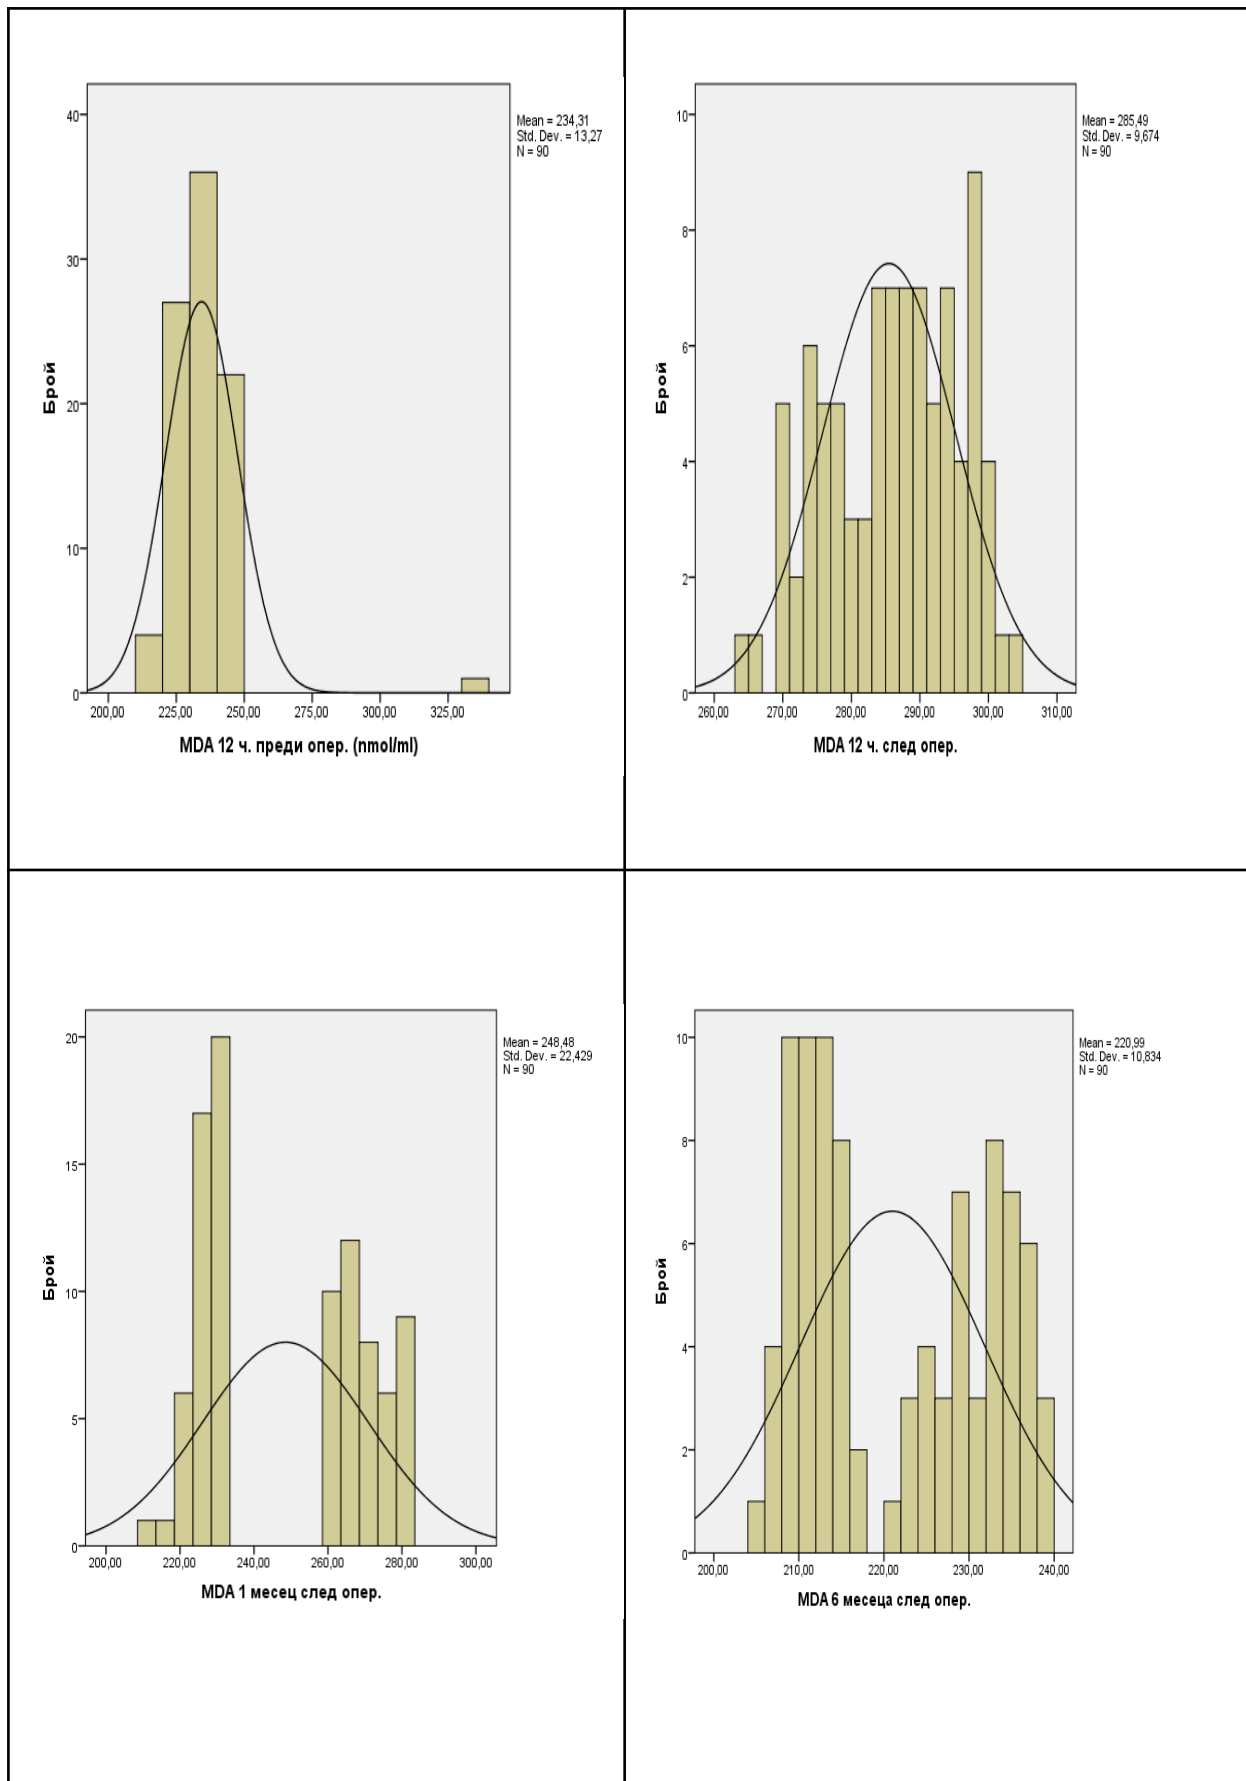 Mean = 234,31
Std. Dev. = 13,27
N = 90
40
30
20
10
0
Брой
200,00 225,00 250,00 275,00 300,00 325,00
MDA 12 ч. преди опер. (nmol/ml)
Mean = 285,49
Std. Dev. = 9,674
N = 90
10
8
6
4
2
0
Брой
260,00 270,00 280,00 290,00 300,00 310,00
MDA 12 ч. след опер.
Mean = 248,48
Std. Dev. = 22,429
N = 90
20
15
10
5
0
Брой
200,00 220,00 240,00 260,00 280,00 300,00
MDA 1 месец след опер.
Mean = 220,99
Std. Dev. = 10,834
N = 90
10
8
6
4
2
0
Брой
200,00 210,00 220,00 230,00 240,00
MDA 6 месеца след опер.